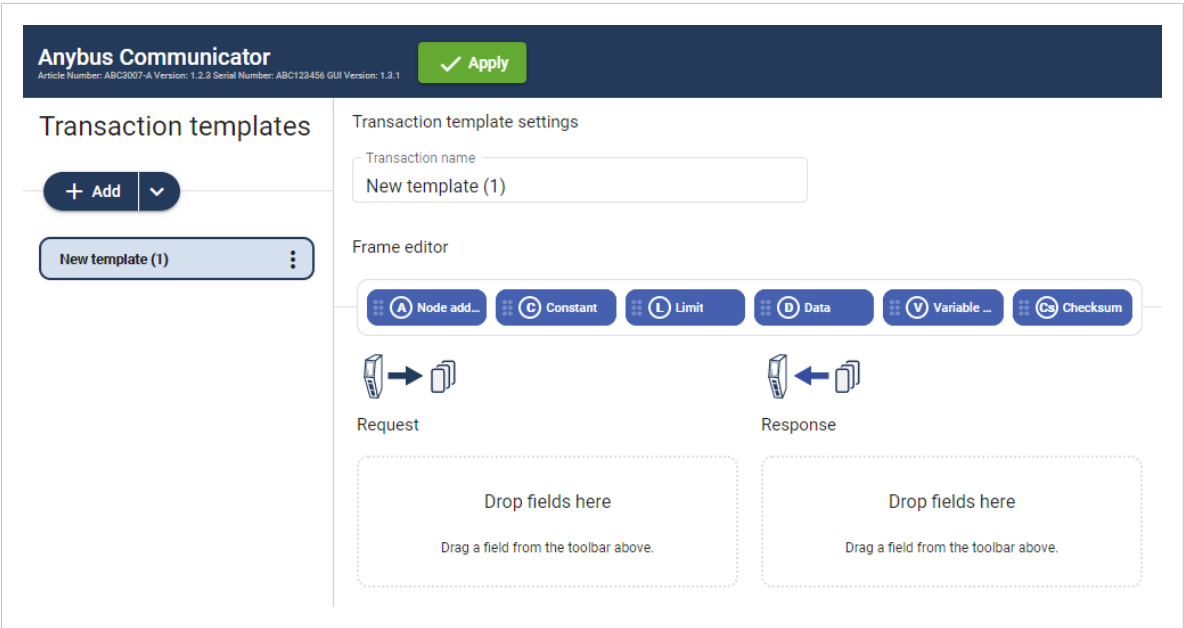 Anybus Communicator
Article Number: ABC3007-A Version: 1.2.3 Serial Number: ABC123456 GUI Version: 1.3.1
Apply
Transaction templates
Add
New template (1)
Transaction template settings
Transaction name
New template (1)
Frame editor
A Node add...
C Constant
L Limit
D Data
V Variable ...
Cs Checksum
Request
Response
Drop fields here
Drag a field from the toolbar above.
Drop fields here
Drag a field from the toolbar above.